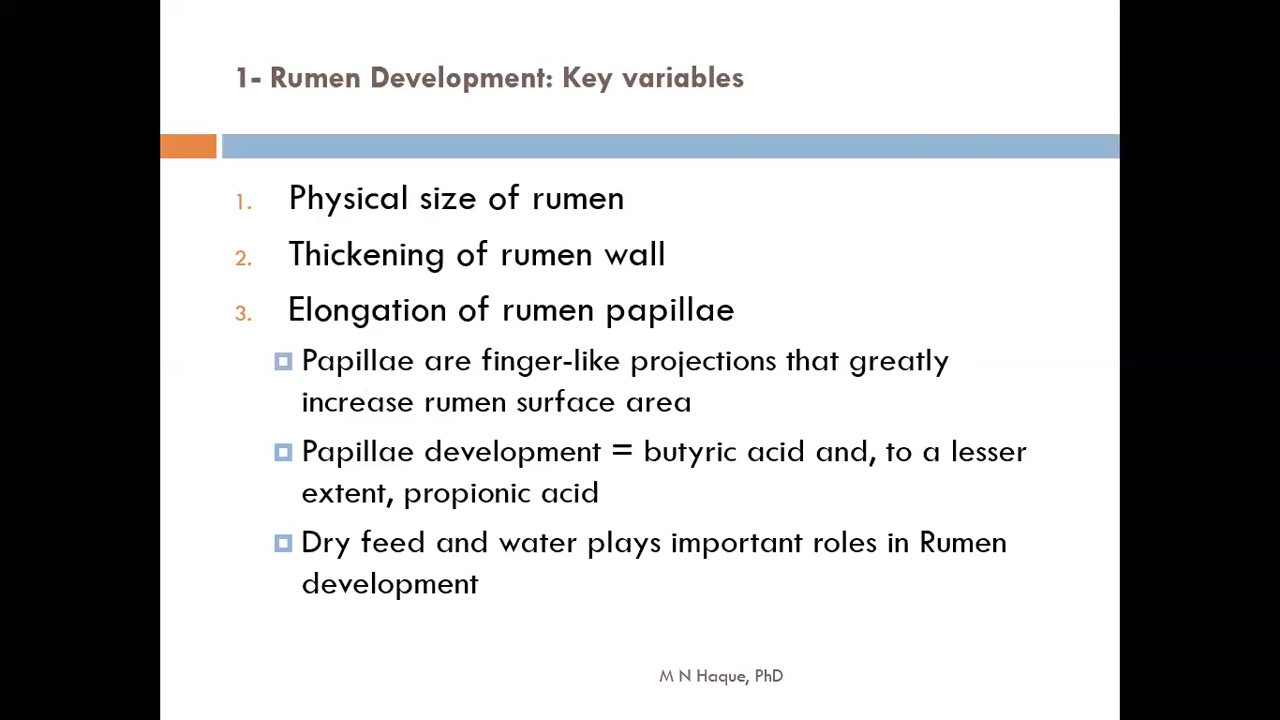 1- Rumen Development: Key variables
1. Physical size of rumen
2. Thickening of rumen wall
3. Elongation of rumen papillae
Papillae are finger-like projections that greatly
increase rumen surface area
Papillae development = butyric acid and, to a lesser
extent, propionic acid
Dry feed and water plays important roles in Rumen
development
M N Haque, PhD